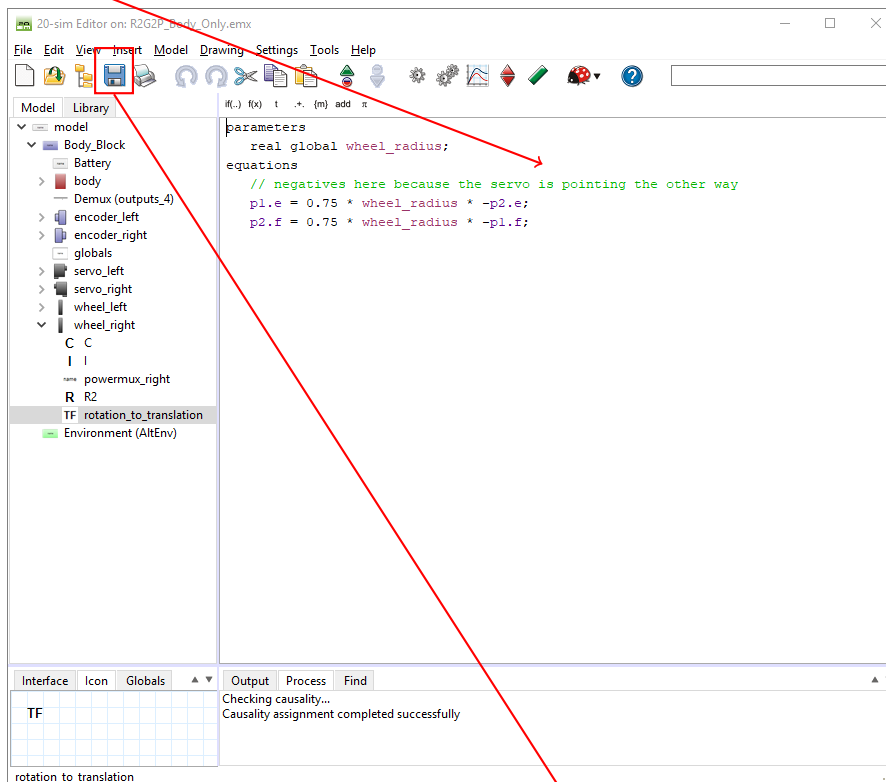 20-sim Editor on: R2G2P_Body_Only.emx
File Edit View Insert Model Drawing Settings Tools Help
Model Library
if(..) f(x) t .+. {m} add π
model
Body_Block
Battery
body
Demux (outputs_4)
encoder_left
encoder_right
globals
servo_left
servo_right
wheel_left
wheel_right
C C
I I
name powermux_right
R R2
TF rotation_to_translation
Environment (AltEnv)
parameters
real global wheel_radius;
equations
// negatives here because the servo is pointing the other way
p1.e = 0.75 * wheel_radius * -p2.e;
p2.f = 0.75 * wheel_radius * -p1.f;
Interface Icon Globals
TF
rotation_to_translation
Output Process Find
Checking causality...
Causality assignment completed successfully